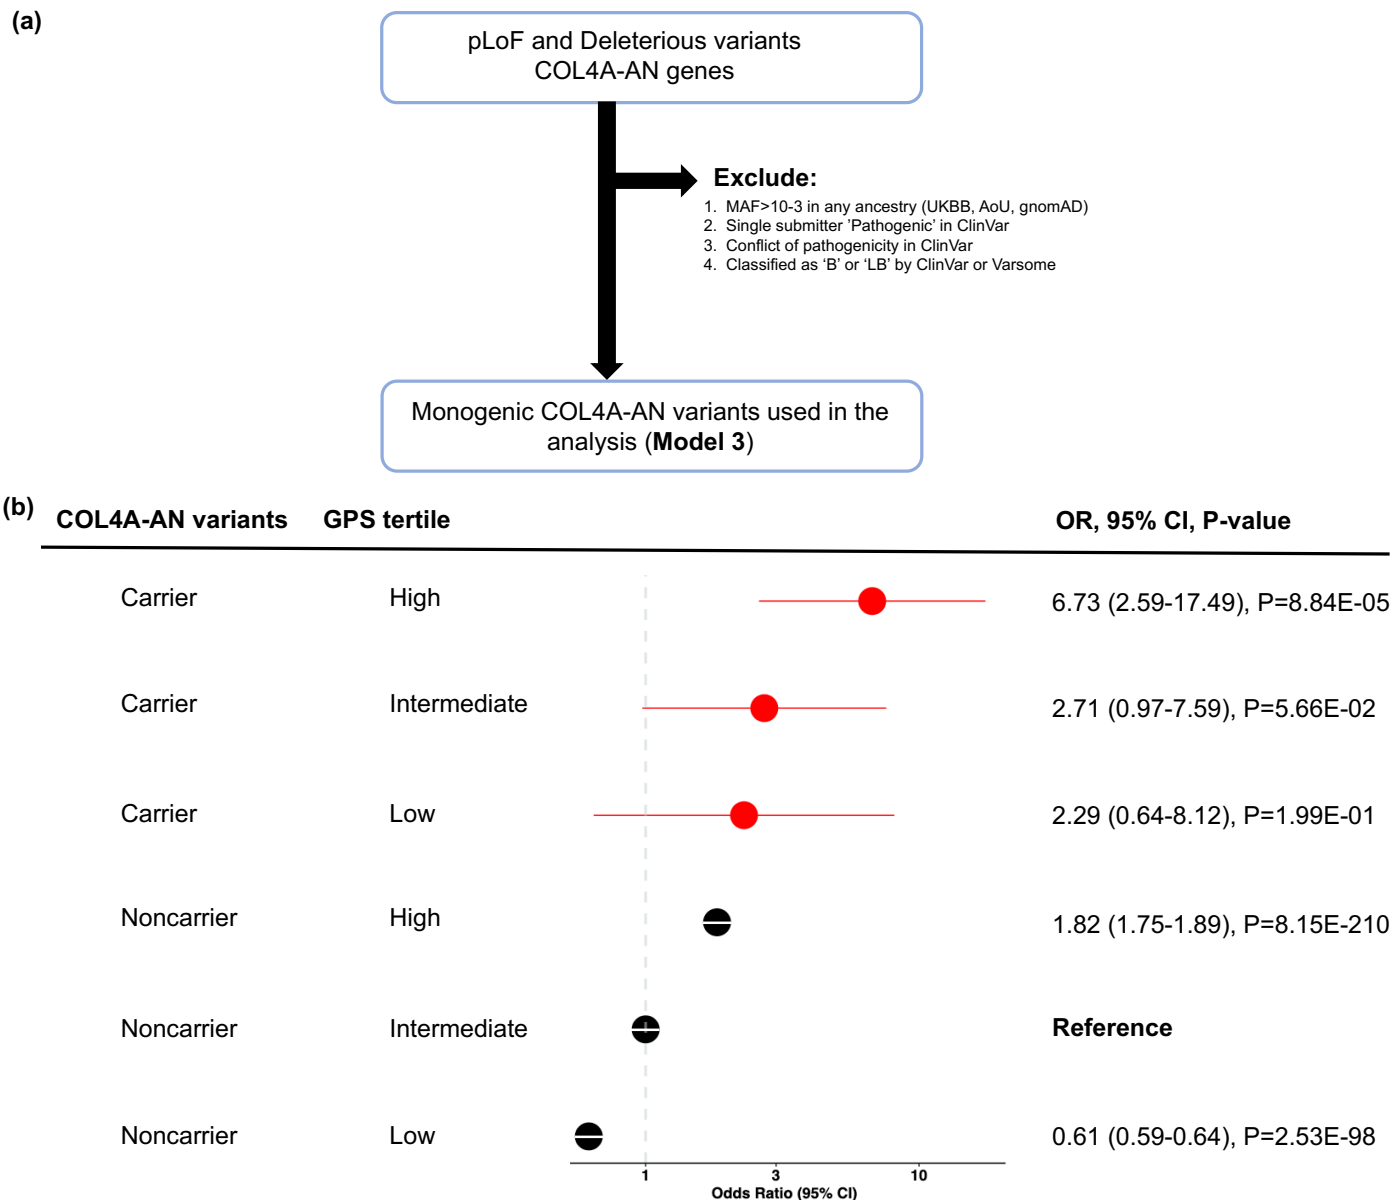 (a)
pLoF and Deleterious variants
COL4A-AN genes
Exclude:
1. MAF>10-3 in any ancestry (UKBB, AoU, gnomAD)
2. Single submitter ’Pathogenic’ in ClinVar
3. Conflict of pathogenicity in ClinVar
4. Classified as ‘B’ or ‘LB’ by ClinVar or Varsome
Monogenic COL4A-AN variants used in the
analysis (Model 3)
(b)
COL4A-AN variants GPS tertile OR, 95% CI, P-value
Carrier High 6.73 (2.59-17.49), P=8.84E-05
Carrier Intermediate 2.71 (0.97-7.59), P=5.66E-02
Carrier Low 2.29 (0.64-8.12), P=1.99E-01
Noncarrier High 1.82 (1.75-1.89), P=8.15E-210
Noncarrier Intermediate Reference
Noncarrier Low 0.61 (0.59-0.64), P=2.53E-98
1 3 10
Odds Ratio (95% CI)